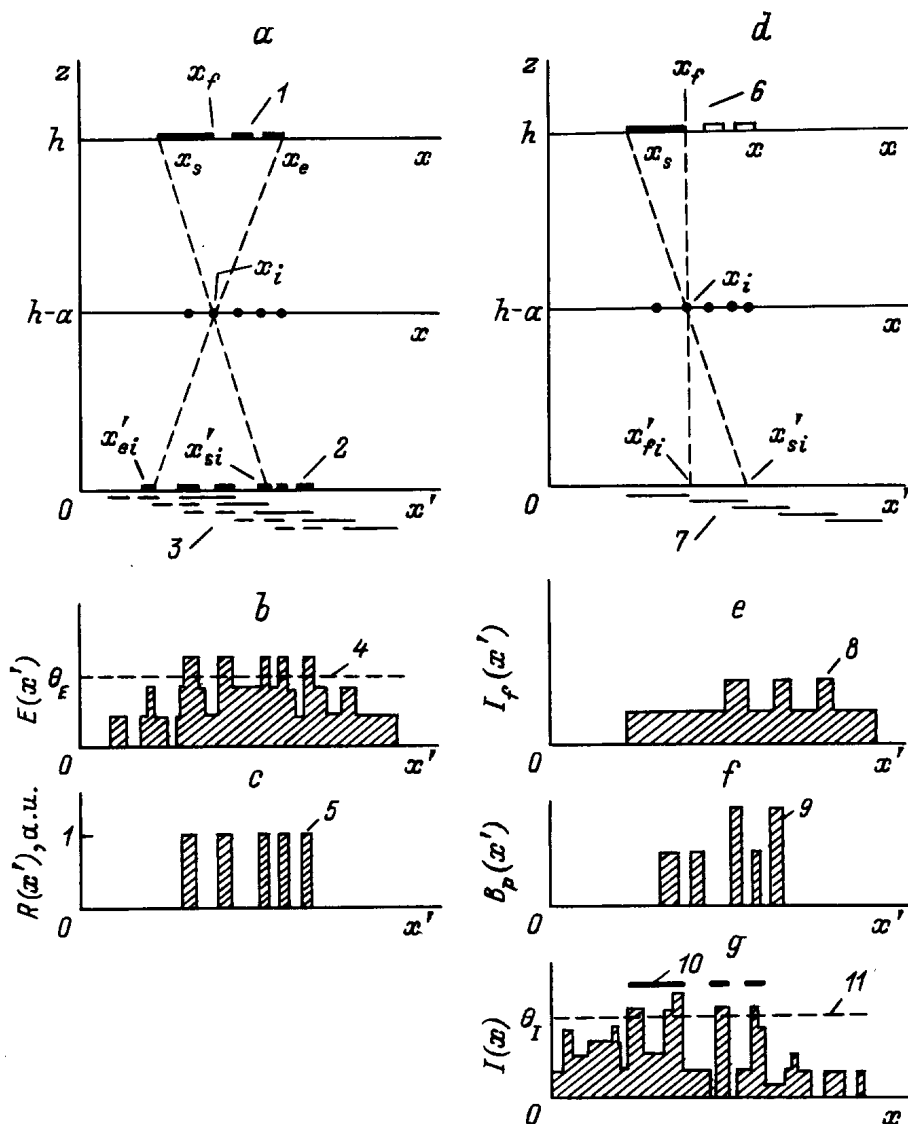 a
z
x_f
1
h
x_s
x_e
x
x_i
h-a
x
x'_ei
x'_si
2
0
x'
3
b
E(x')
θ_E
4
0
x'
c
R(x'), a.u.
1
5
0
x'
d
z
x_f
6
h
x_s
x
x
x_i
h-a
x
x'_fi
x'_si
0
x'
7
e
I_f(x')
8
0
x'
f
B_p(x')
9
0
x'
g
10
11
θ_I
I(x)
0
x